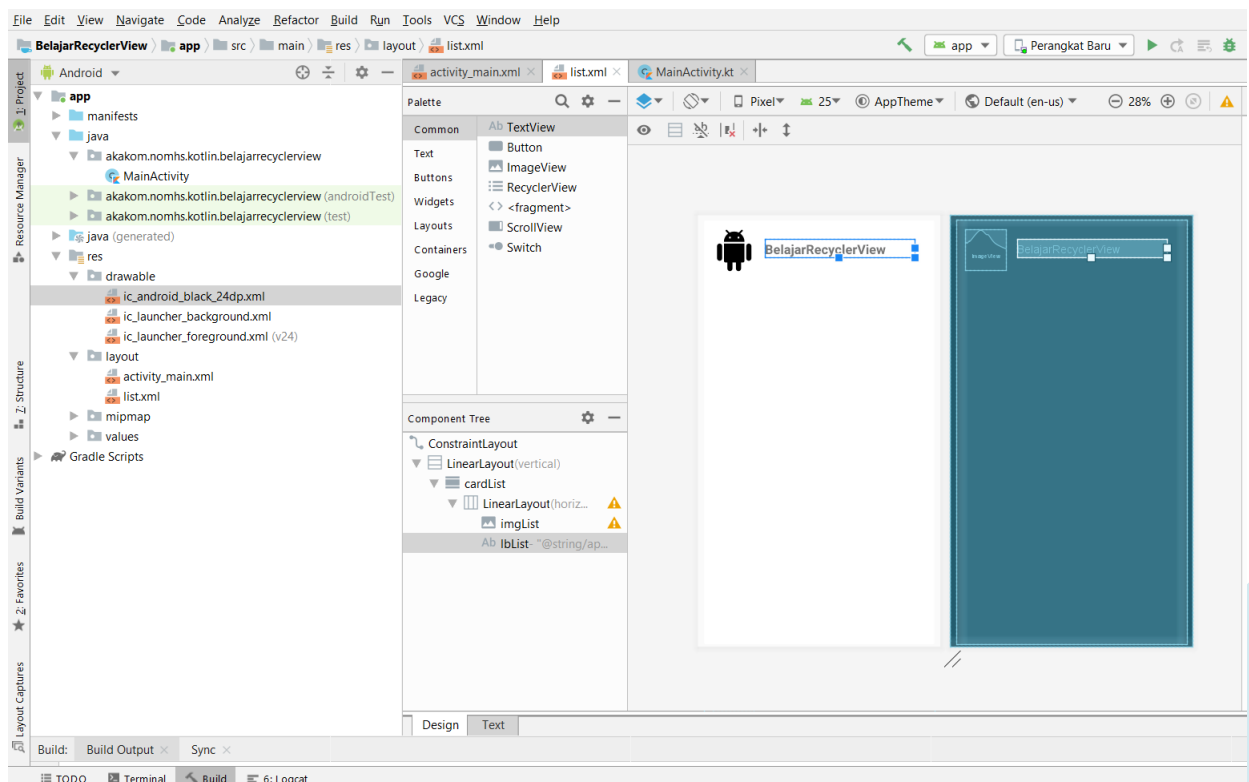 File Edit View Navigate Code Analyze Refactor Build Run Tools VCS Window Help
BelajarRecyclerView app src main res layout list.xml app Perangkat Baru
1: Project
Resource Manager
7: Structure
Build Variants
2: Favorites
Layout Captures
Android
app
manifests
java
akakom.nomhs.kotlin.belajarrecyclerview
MainActivity
akakom.nomhs.kotlin.belajarrecyclerview (androidTest)
akakom.nomhs.kotlin.belajarrecyclerview (test)
java (generated)
res
drawable
ic_android_black_24dp.xml
ic_launcher_background.xml
ic_launcher_foreground.xml (v24)
layout
activity_main.xml
list.xml
mipmap
values
Gradle Scripts
activity_main.xml list.xml MainActivity.kt
Palette
Common
Text
Buttons
Widgets
Layouts
Containers
Google
Legacy
Ab TextView
Button
ImageView
RecyclerView
<fragment>
ScrollView
Switch
Component Tree
ConstraintLayout
LinearLayout(vertical)
cardList
LinearLayout(horiz...
imgList
Ab lbList- "@string/ap...
Pixel 25 AppTheme Default (en-us) 28%
BelajarRecyclerView
ImageView
BelajarRecyclerView
Design Text
Build: Build Output Sync
TODO Terminal Build 6: Logcat